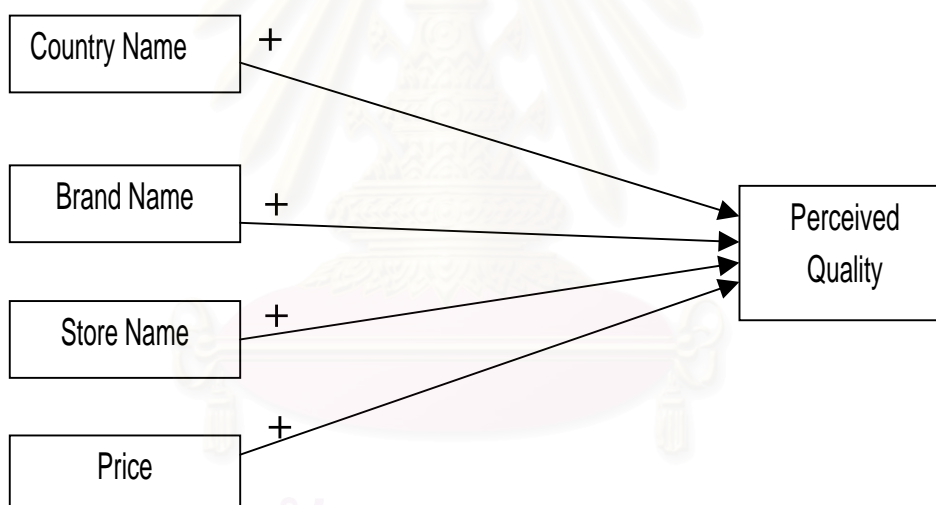 Country Name
+
Brand Name
+
Perceived
Quality
Store Name
+
Price
+